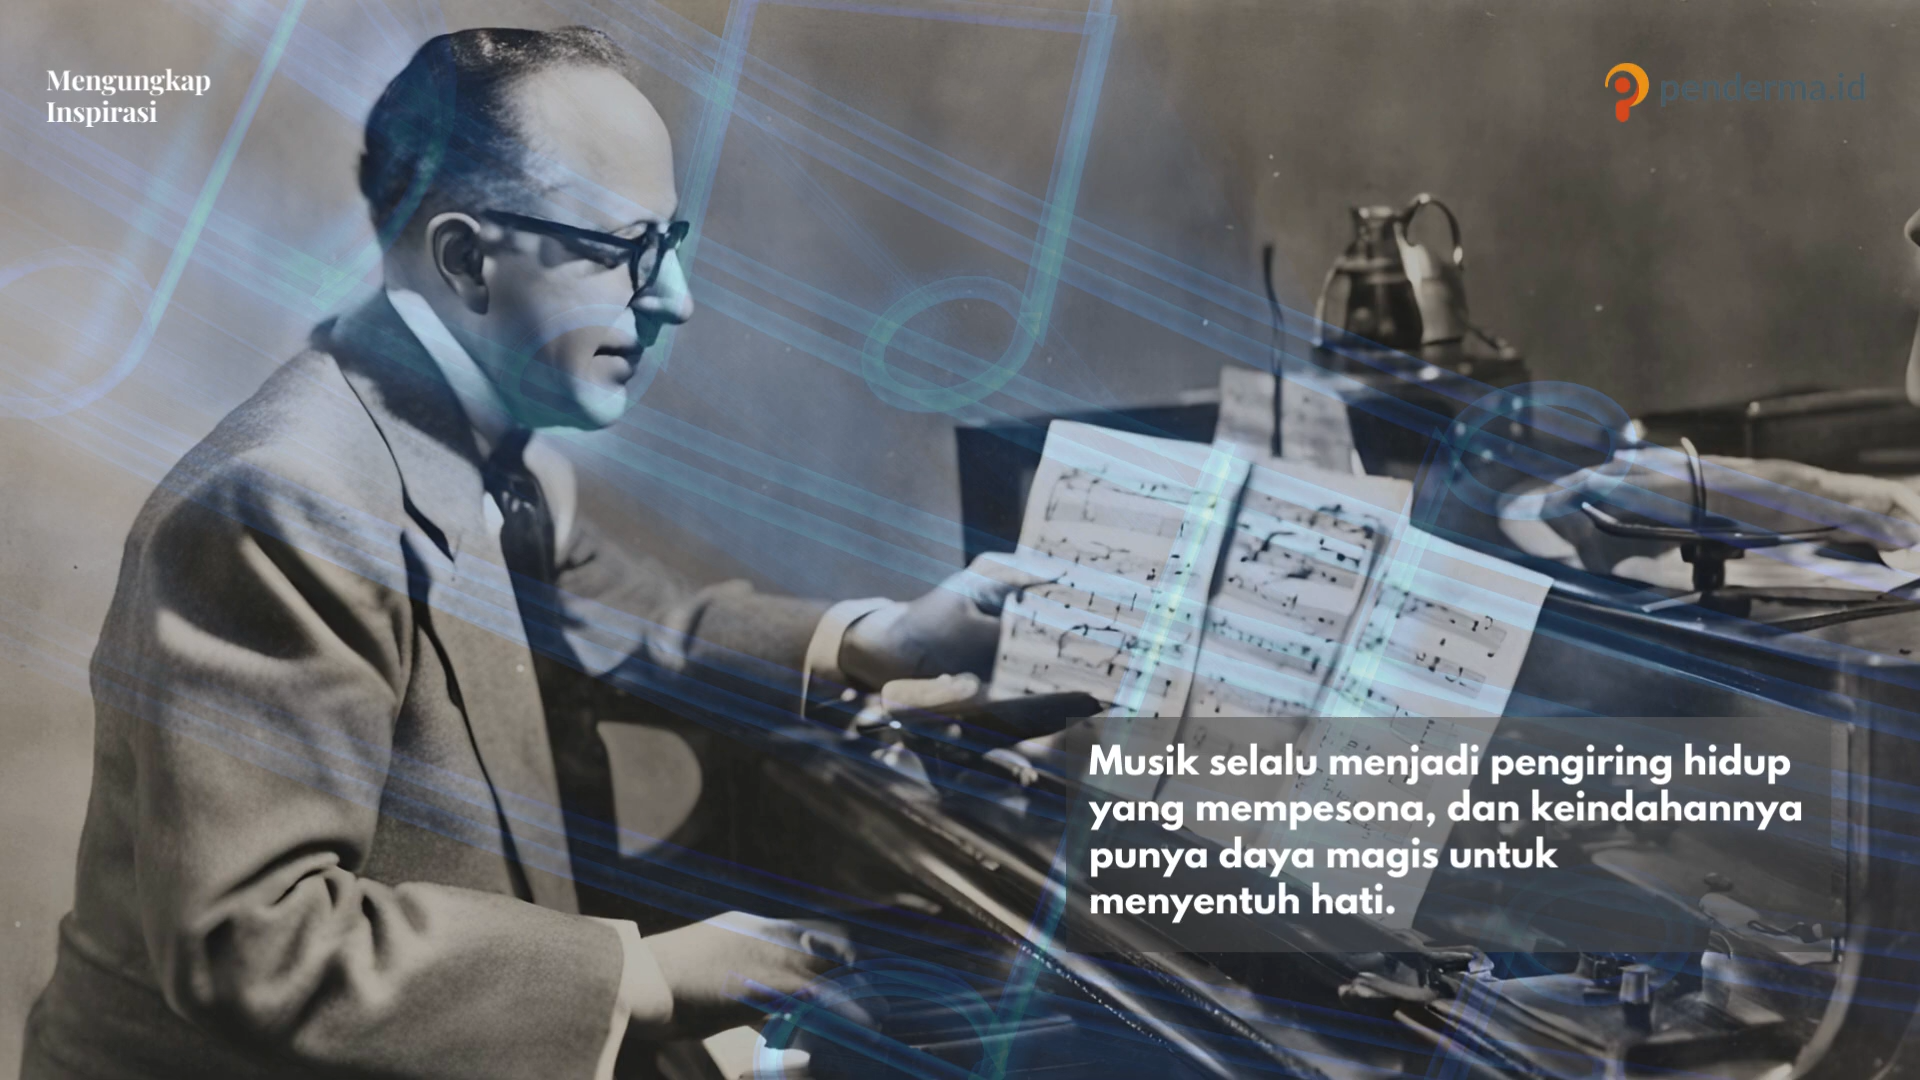 Mengungkap
Inspirasi
penderma.id
Musik selalu menjadi pengiring hidup
yang mempesona, dan keindahannya
punya daya magis untuk
menyentuh hati.